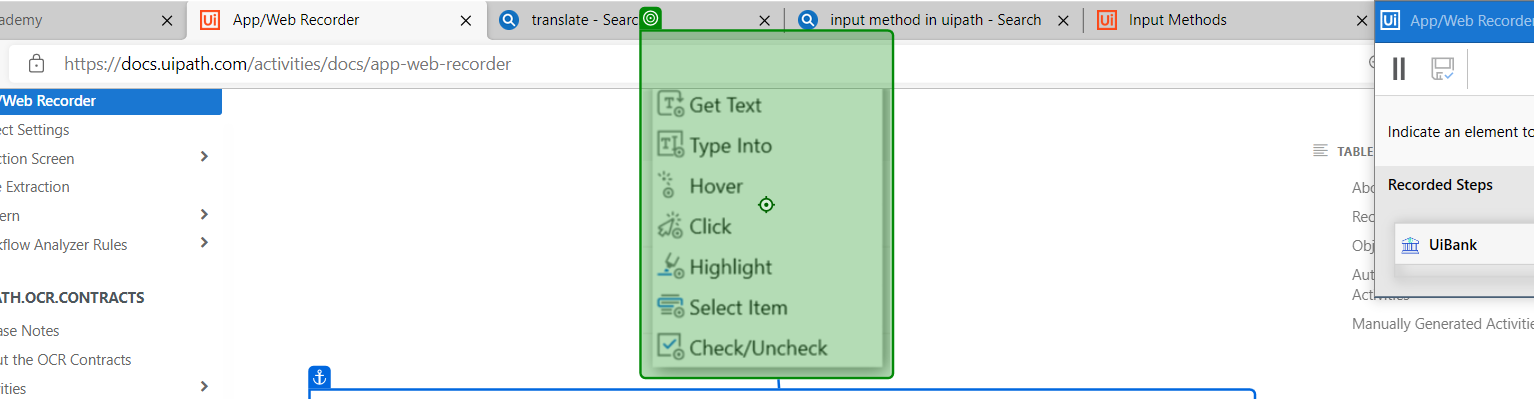 ademy
Ui App/Web Recorder
translate - Searc
input method in uipath - Search
Ui Input Methods
Ui App/Web Recorder
https://docs.uipath.com/activities/docs/app-web-recorder
/Web Recorder
ect Settings
ction Screen
e Extraction
ern
kflow Analyzer Rules
ATH.OCR.CONTRACTS
ase Notes
ut the OCR Contracts
vities
Get Text
Type Into
Hover
Click
Highlight
Select Item
Check/Uncheck
TABLE
Abo
Rec
Obj
Aut
Activities
Manually Generated Activitie
Indicate an element to
Recorded Steps
UiBank